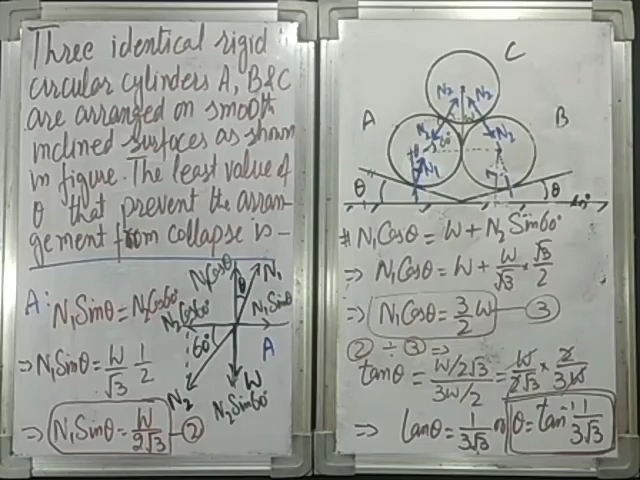 Three identical rigid
circular cylinders A, B & C
are arranged on smooth
inclined surfaces as shown
in figure. The least value of
θ that prevent the arran-
gement from collapse is -
A:
N₁Sinθ = N₂Cos60°
⇒ N₁Sinθ = W/√3 · 1/2
⇒ N₁Sinθ = W/2√3 - ②
N₁Cosθ
N₁
θ
N₂Cos60°
N₁Sinθ
60°
A
N₂
W
N₂Sin60°
C
N₂ N₂
A
B
W
N₂
N₂
60°
N₁
θ
θ
# N₁Cosθ = W + N₂Sin60°
⇒ N₁Cosθ = W + W/√3 × √3/2
⇒ N₁Cosθ = 3/2 W - ③
② ÷ ③ ⇒
tanθ = (W/2√3)/(3W/2) = W/2√3 × 2/3W
⇒ tanθ = 1/3√3 or θ = tan⁻¹ 1/3√3